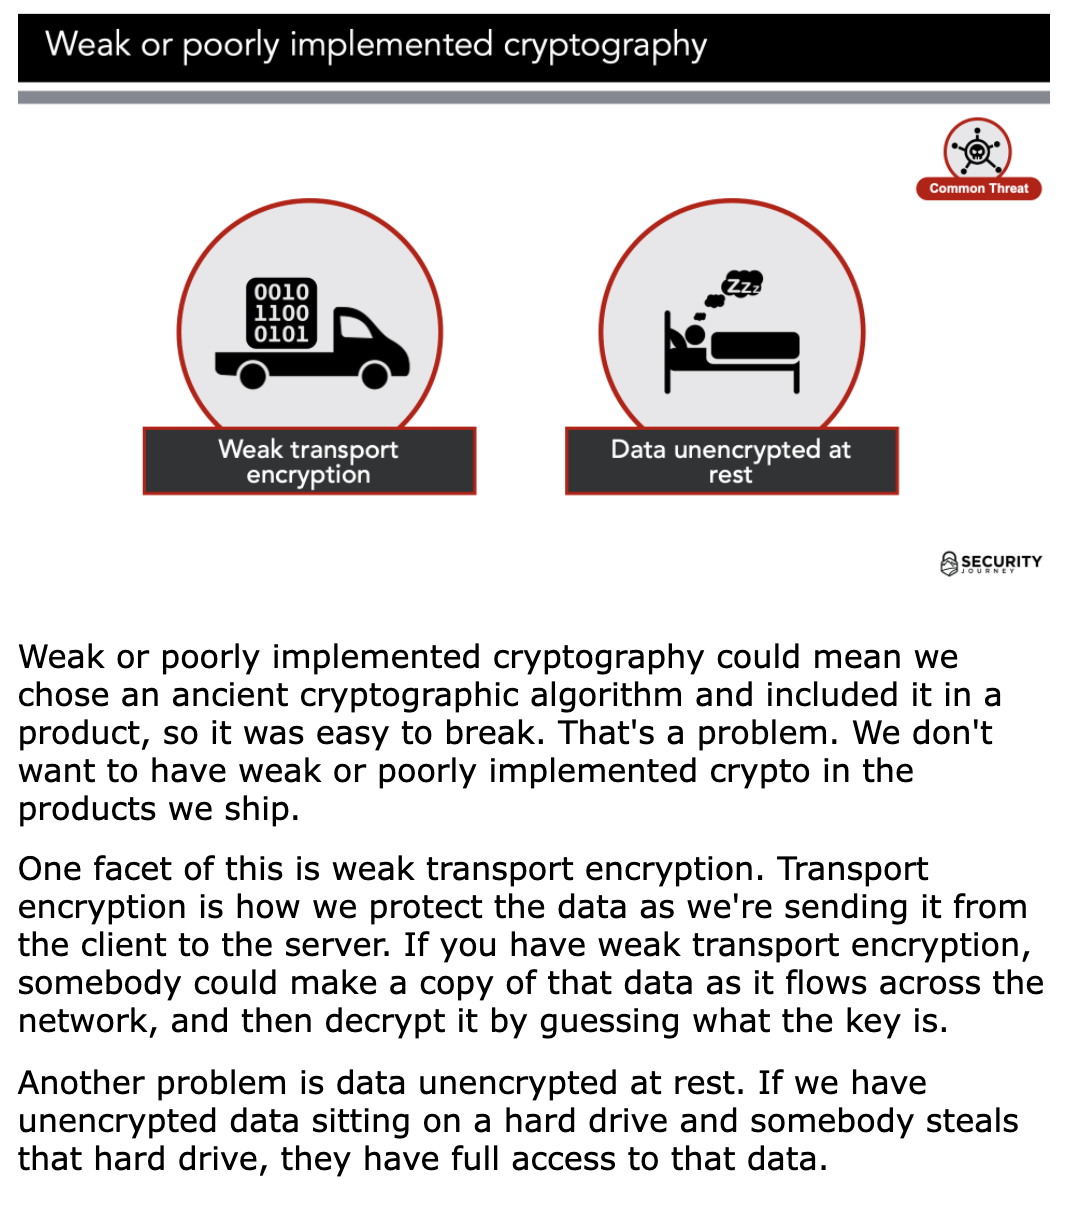 Weak or poorly implemented cryptography
Common Threat
0010
1100
0101
Zzz
Weak transport
encryption
Data unencrypted at
rest
SECURITY
JOURNEY
Weak or poorly implemented cryptography could mean we
chose an ancient cryptographic algorithm and included it in a
product, so it was easy to break. That's a problem. We don't
want to have weak or poorly implemented crypto in the
products we ship.
One facet of this is weak transport encryption. Transport
encryption is how we protect the data as we're sending it from
the client to the server. If you have weak transport encryption,
somebody could make a copy of that data as it flows across the
network, and then decrypt it by guessing what the key is.
Another problem is data unencrypted at rest. If we have
unencrypted data sitting on a hard drive and somebody steals
that hard drive, they have full access to that data.